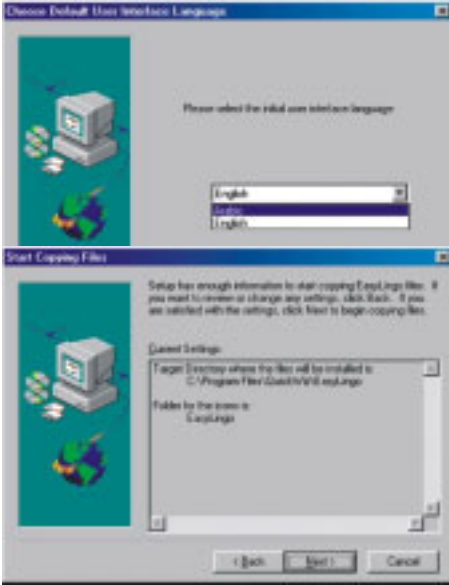 Choose Default User Interface Language
Please select the initial user interface language
English
Arabic
English
Start Copying Files
Setup has enough information to start copying EasyLingo files. If
you want to review or change any settings, click Back. If you
are satisfied with the settings, click Next to begin copying files.
Current Settings:
Target Directory where the files will be installed is
C:\Program Files\
Folder for the icons is
EasyLingo
< Back
Next >
Cancel